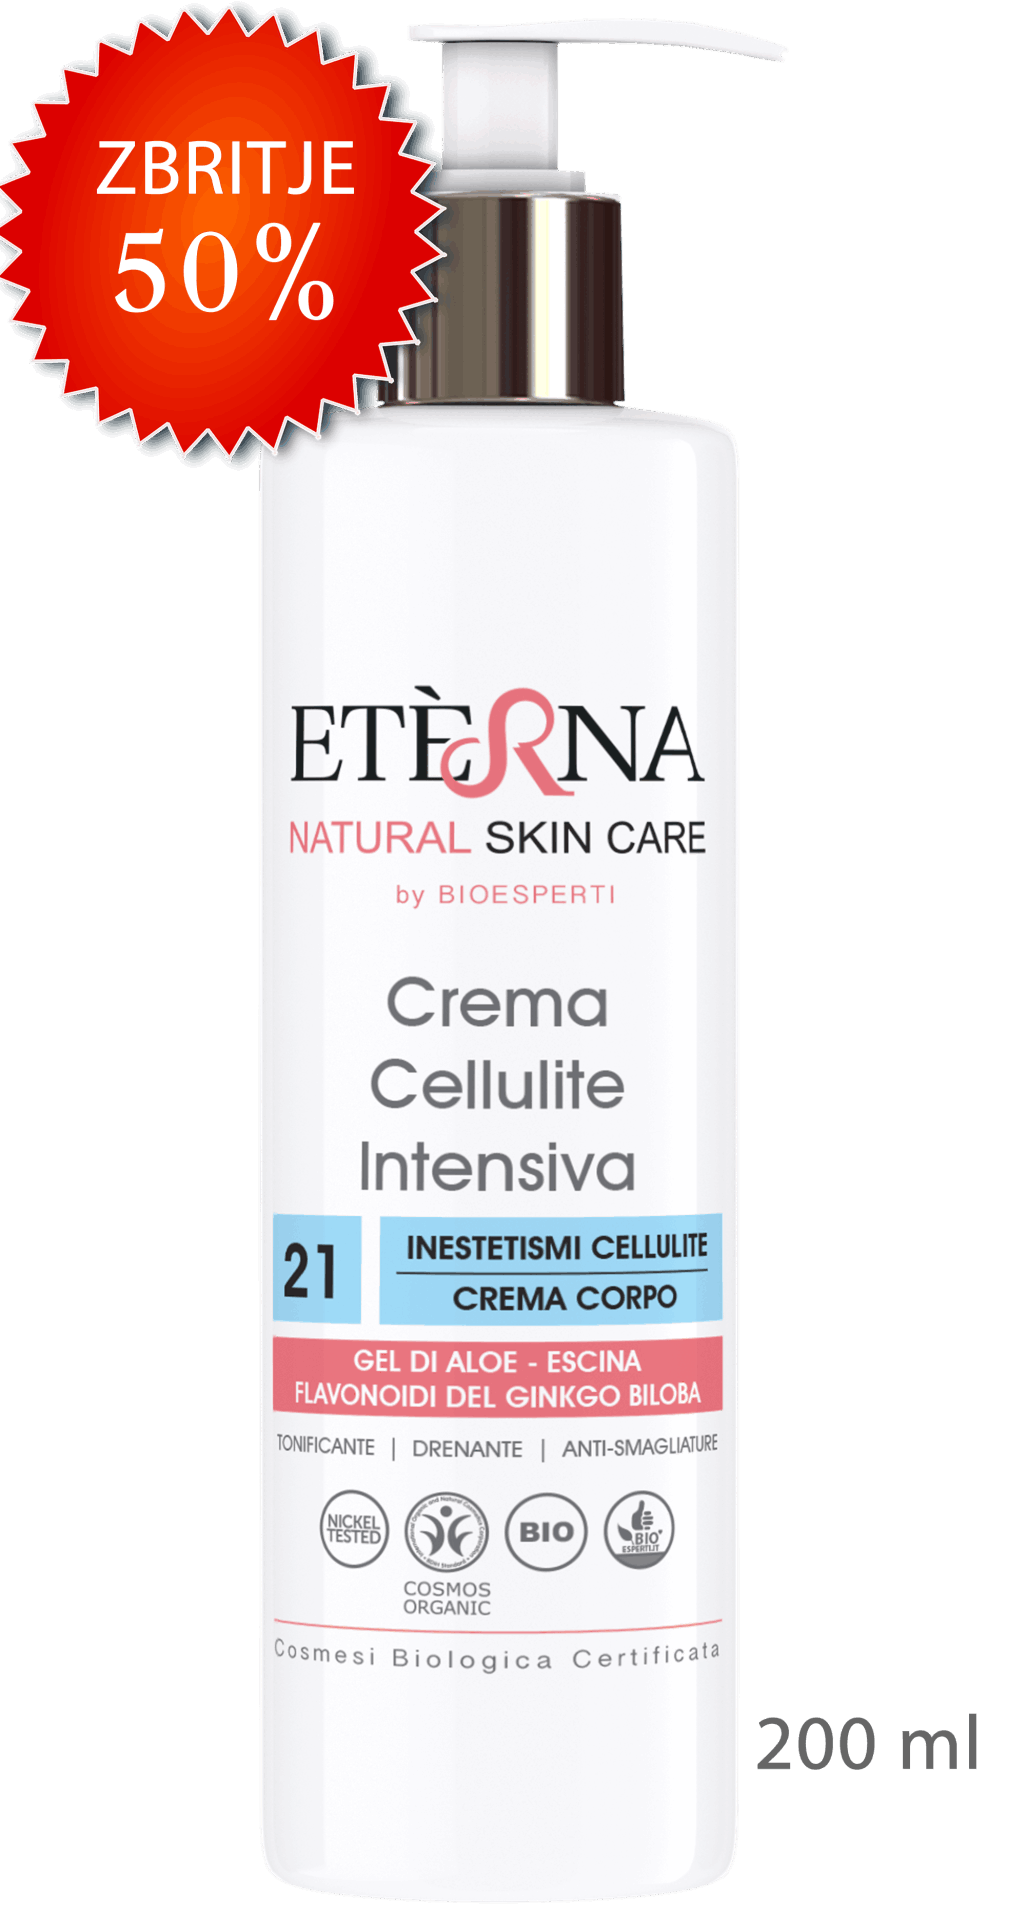 ZBRITJE
50%
ETÈRNA
NATURAL SKIN CARE
by BIOESPERTI
Crema
Cellulite
Intensiva
21
INESTETISMI CELLULITE
CREMA CORPO
GEL DI ALOE - ESCINA
FLAVONOIDI DEL GINKGO BILOBA
TONIFICANTE | DRENANTE | ANTI-SMAGLIATURE
NICKEL
TESTED
BIO
BIO
ESPERTI.IT
COSMOS
ORGANIC
Cosmesi Biologica Certificata
200 ml